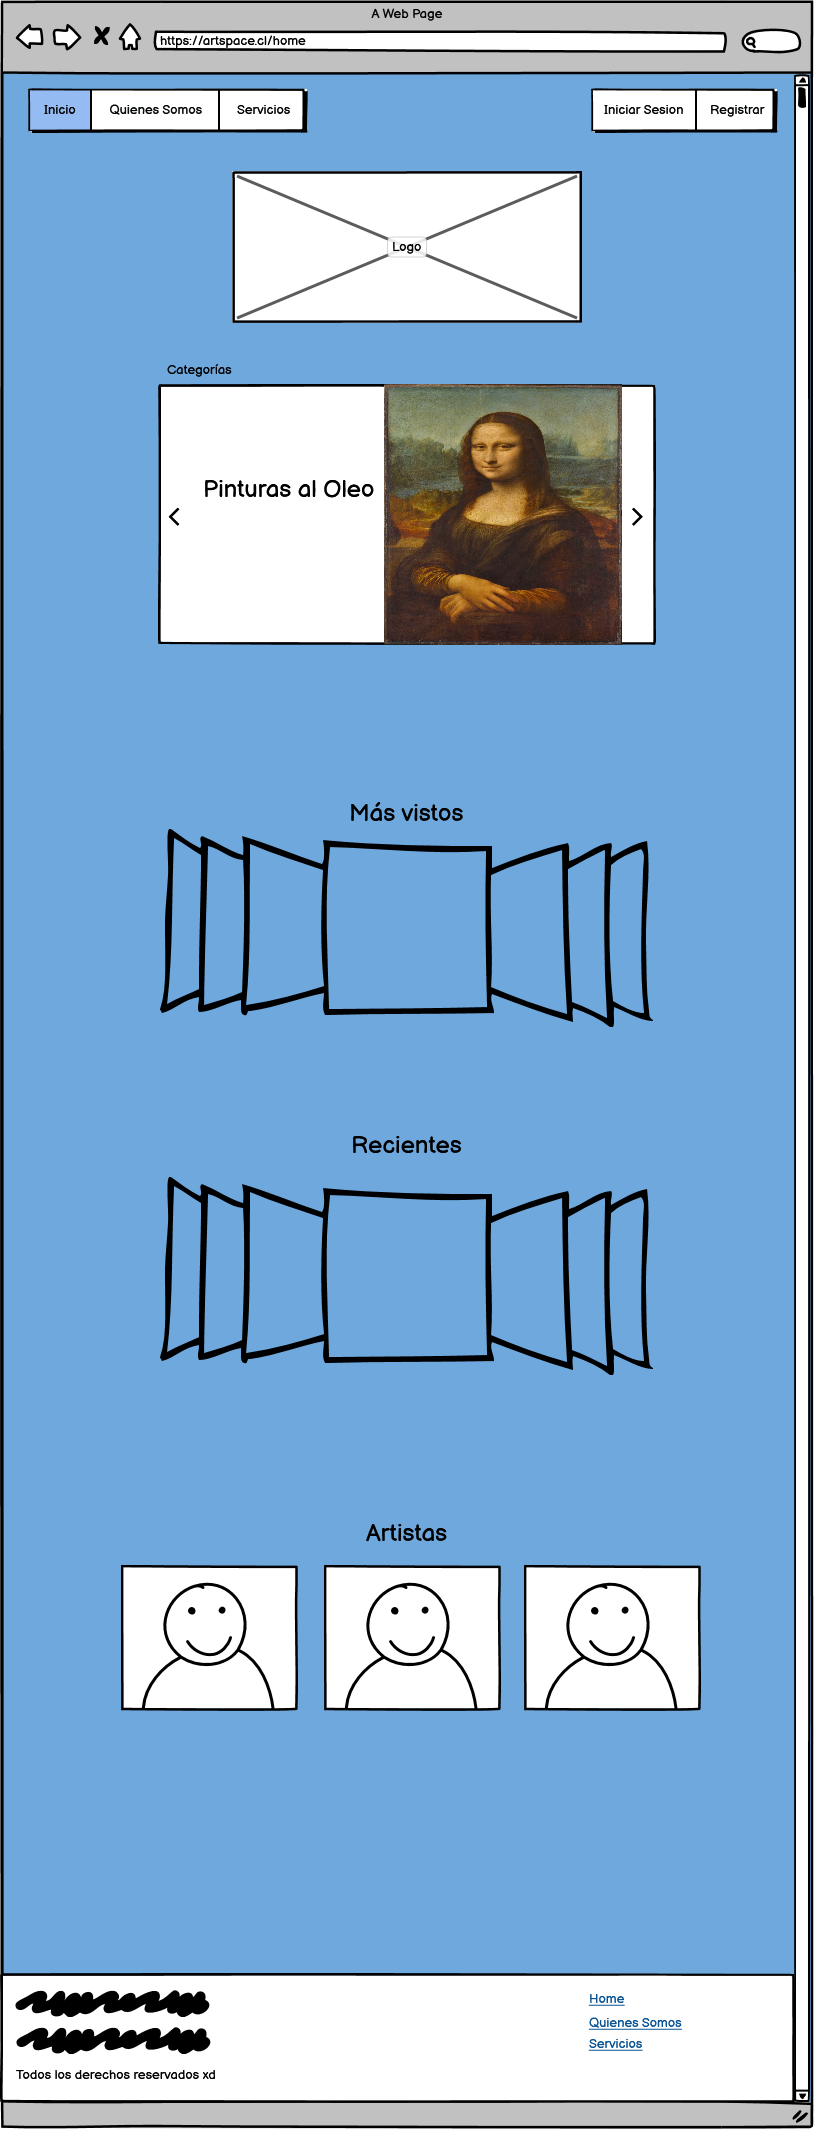 A Web Page
https://artspace.cl/home
Inicio
Quienes Somos
Servicios
Iniciar Sesion
Registrar
Logo
Categorías
Pinturas al Oleo
Más vistos
Recientes
Artistas
Home
Quienes Somos
Servicios
Todos los derechos reservados xd